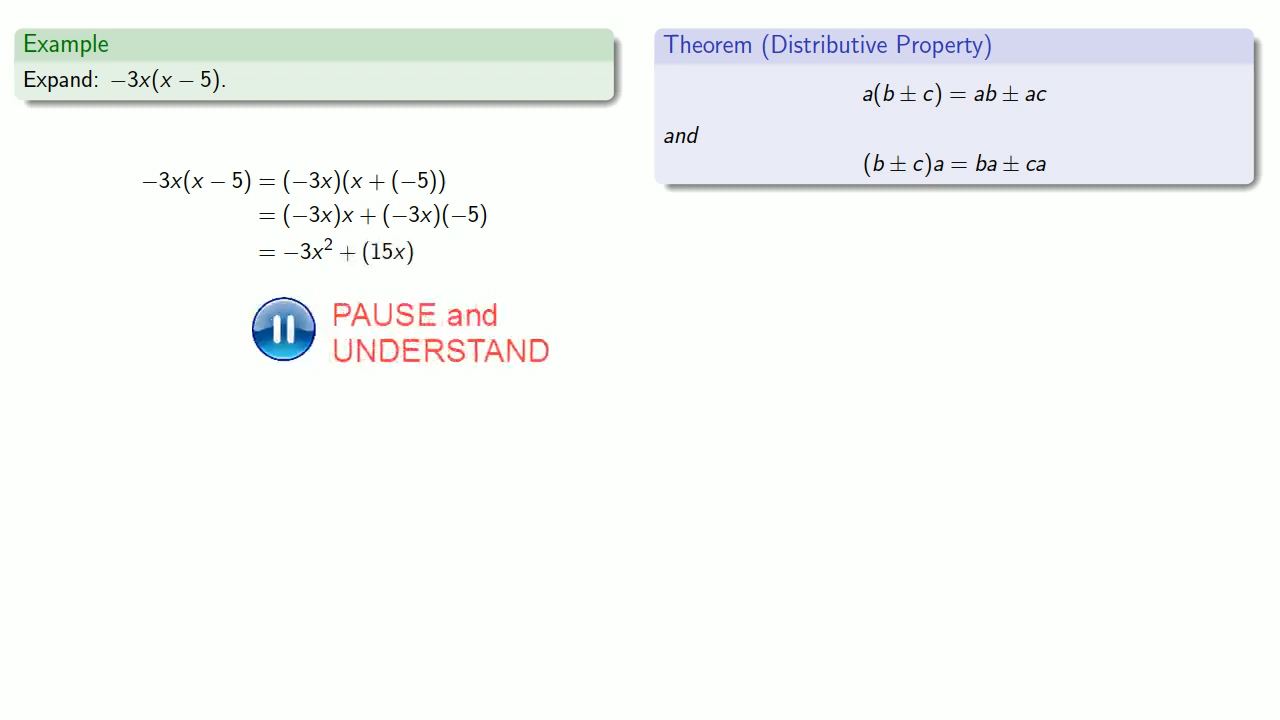 Example
Expand: −3x(x − 5).
Theorem (Distributive Property)
a(b ± c) = ab ± ac
and
(b ± c)a = ba ± ca
−3x(x − 5) = (−3x)(x + (−5))
= (−3x)x + (−3x)(−5)
= −3x² + (15x)
PAUSE and
UNDERSTAND